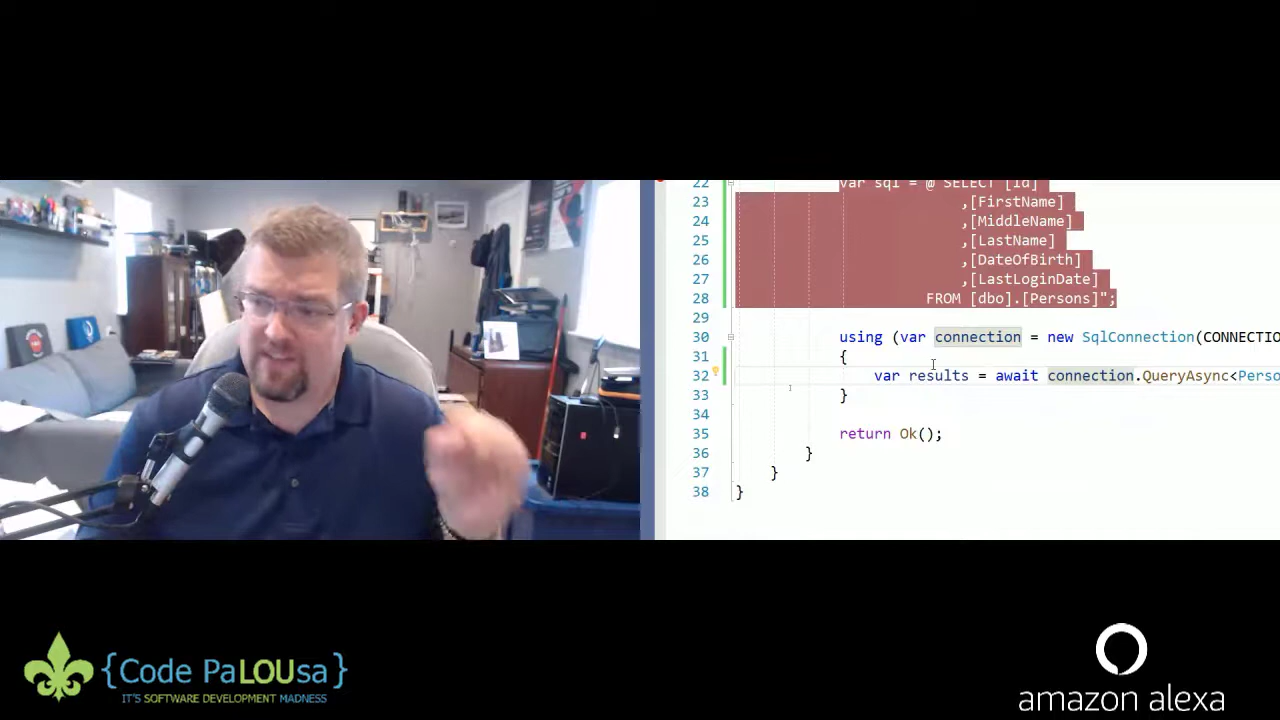 22 var sql = @"SELECT [Id]
23 ,[FirstName]
24 ,[MiddleName]
25 ,[LastName]
26 ,[DateOfBirth]
27 ,[LastLoginDate]
28 FROM [dbo].[Persons]";
29
30 using (var connection = new SqlConnection(CONNECTIO
31 {
32 var results = await connection.QueryAsync<Perso
33 }
34
35 return Ok();
36 }
37 }
38 }
{Code PaLOUsa}
IT'S SOFTWARE DEVELOPMENT MADNESS
amazon alexa